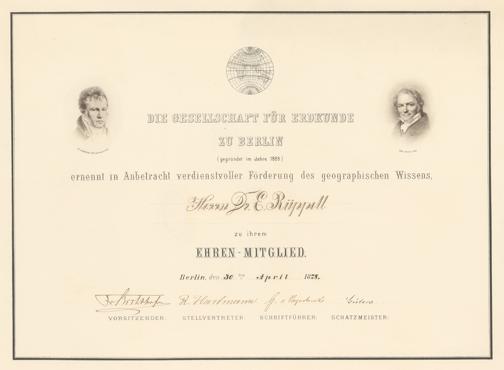 DIE GESELLSCHAFT FÜR ERDKUNDE
ZU BERLIN
(gegründet im Jahre 1828)
ernennt in Anbetracht verdienstvoller Förderung des geographischen Wissens,
Herrn Dr. E. Rüppell
zu ihrem
EHREN-MITGLIED.
Berlin, den 30 ten April 1878.
R. Hartmann
VORSITZENDER: STELLVERTRETER: SCHRIFTFÜHRER: SCHATZMEISTER: